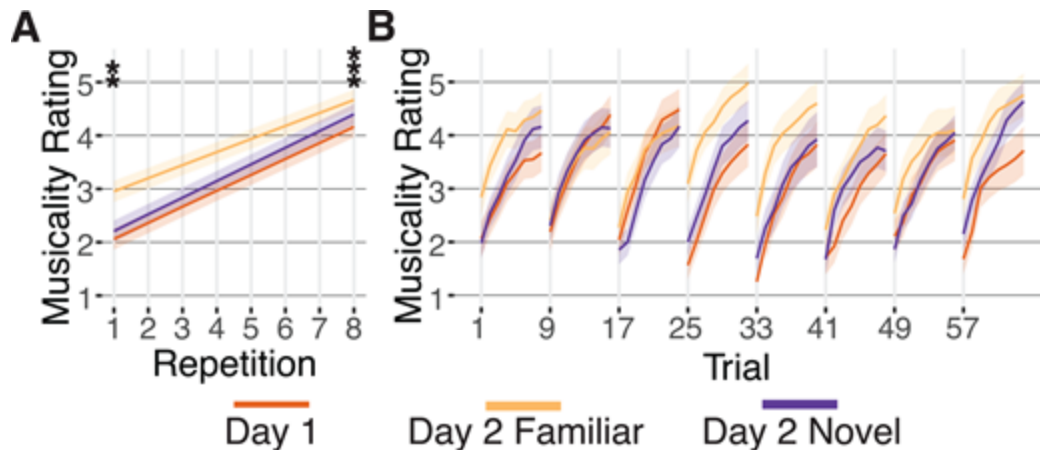 A
Musicality Rating
5
4
3
2
1
**
***
1 2 3 4 5 6 7 8
Repetition
B
Musicality Rating
5
4
3
2
1
1 9 17 25 33 41 49 57
Trial
Day 1 Day 2 Familiar Day 2 Novel